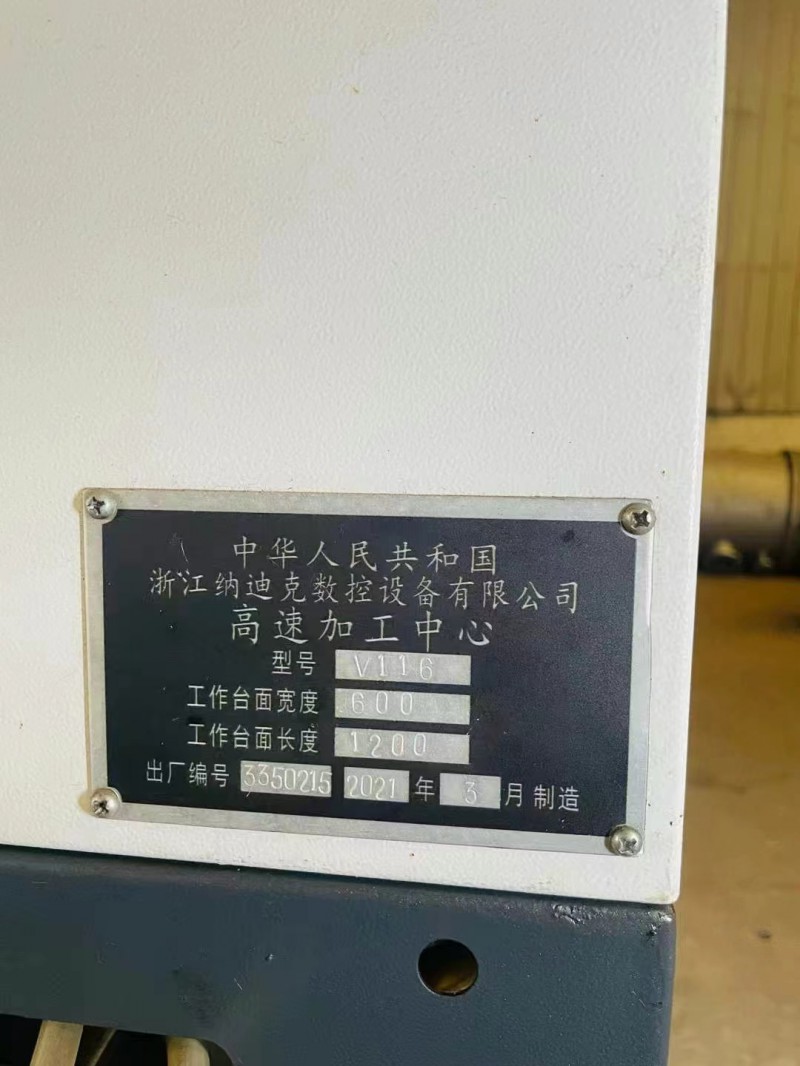 中华人民共和国
浙江纳迪克数控设备有限公司
高速加工中心
型号 V116
工作台面宽度 600
工作台面长度 1200
出厂编号 3350215 2021 年 3 月制造